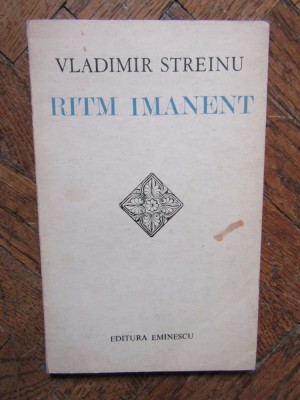 VLADIMIR STREINU
RITM IMANENT
EDITURA EMINESCU